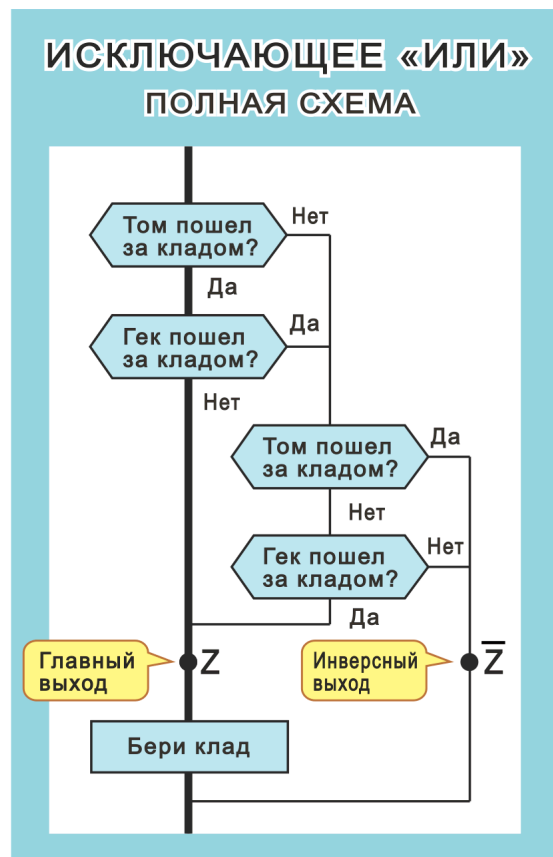 ИСКЛЮЧАЮЩЕЕ «ИЛИ»
ПОЛНАЯ СХЕМА
Том пошел
за кладом?
Нет
Да
Гек пошел
за кладом?
Да
Нет
Том пошел
за кладом?
Да
Нет
Гек пошел
за кладом?
Нет
Да
Главный
выход
Z
Инверсный
выход
Z̅
Бери клад